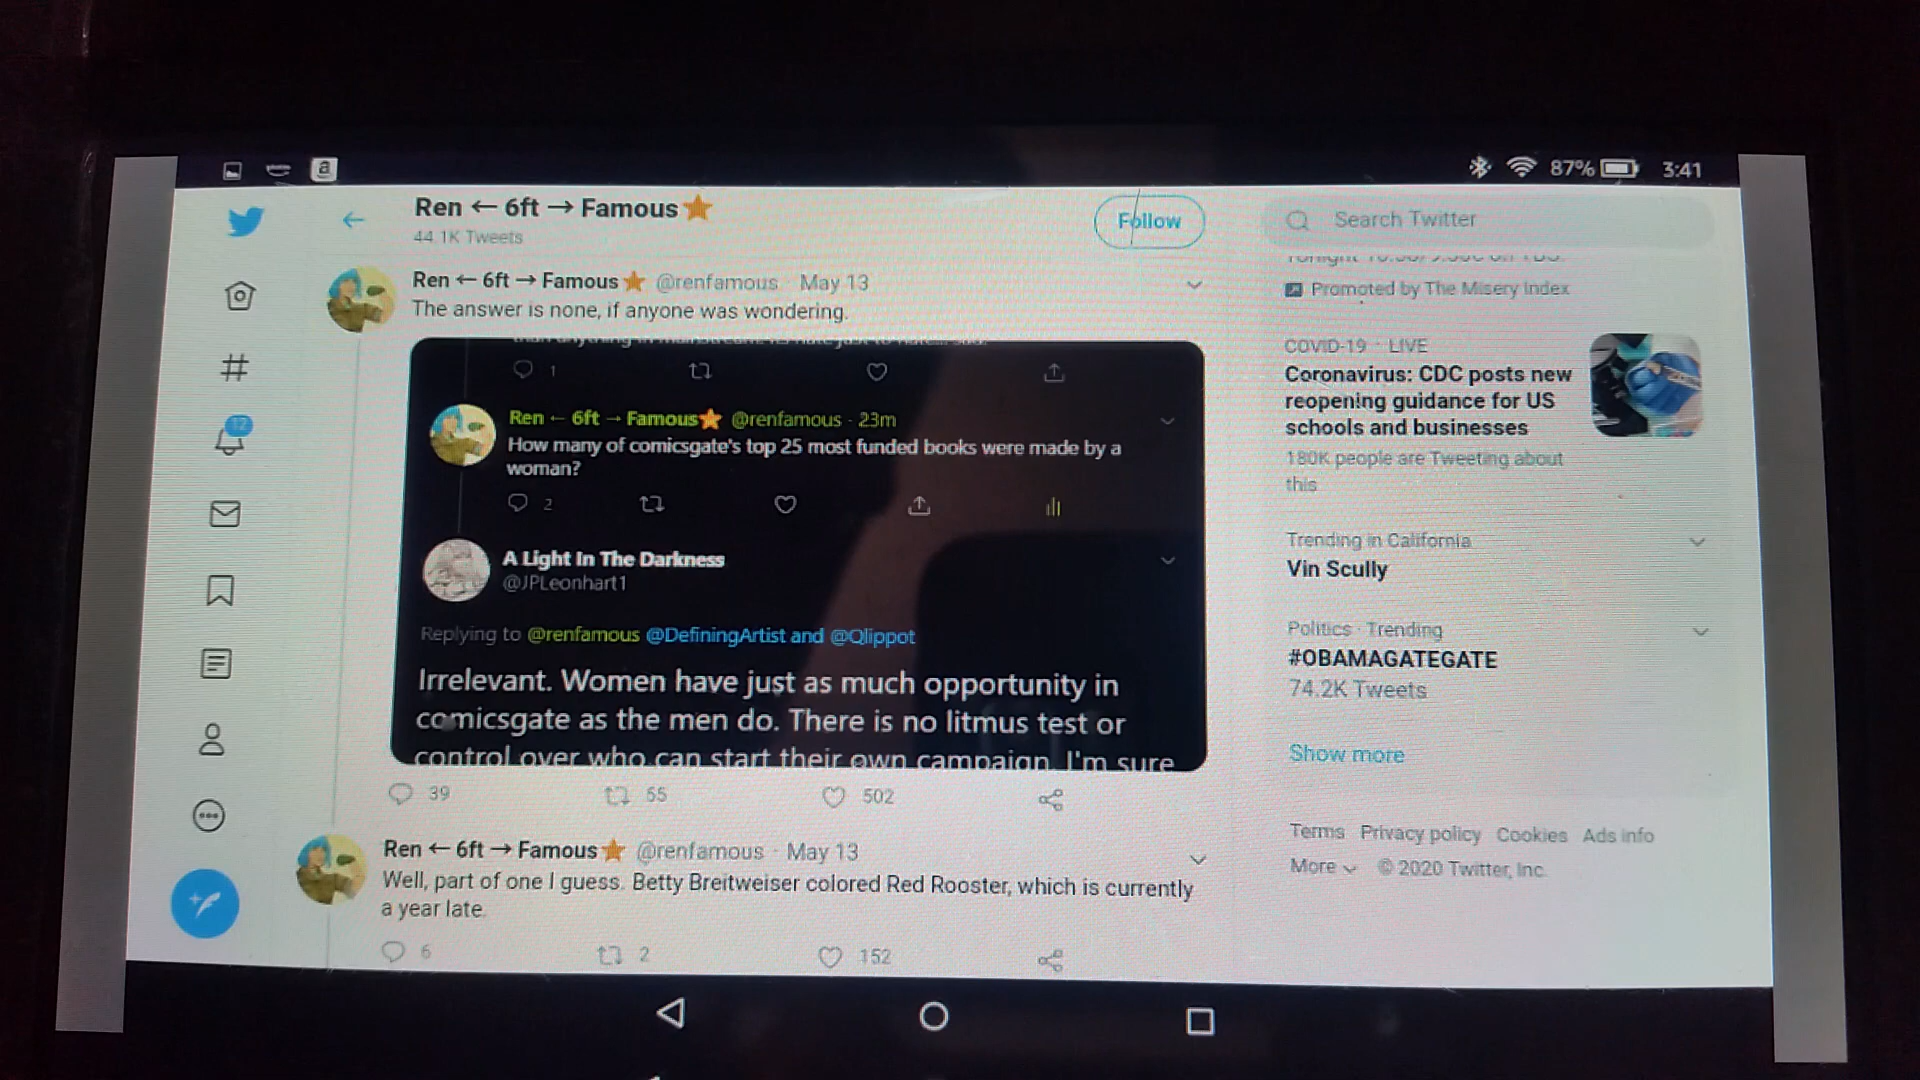 a
87%
3:41
Ren ← 6ft → Famous
44.1K Tweets
Follow
Search Twitter
Ren ← 6ft → Famous @renfamous · May 13
The answer is none, if anyone was wondering.
1
Ren ← 6ft → Famous @renfamous · 23m
How many of comicsgate's top 25 most funded books were made by a
woman?
2
A Light In The Darkness
@JPLeonhart1
Replying to @renfamous @DefiningArtist and @Qlippot
Irrelevant. Women have just as much opportunity in
comicsgate as the men do. There is no litmus test or
control over who can start their own campaign. I'm sure
39
55
502
Ren ← 6ft → Famous @renfamous · May 13
Well, part of one I guess. Betty Breitweiser colored Red Rooster, which is currently
a year late.
6
2
152
12
Promoted by The Misery Index
COVID-19 · LIVE
Coronavirus: CDC posts new
reopening guidance for US
schools and businesses
180K people are Tweeting about
this
Trending in California
Vin Scully
Politics · Trending
#OBAMAGATEGATE
74.2K Tweets
Show more
Terms Privacy policy Cookies Ads info
More © 2020 Twitter, Inc.